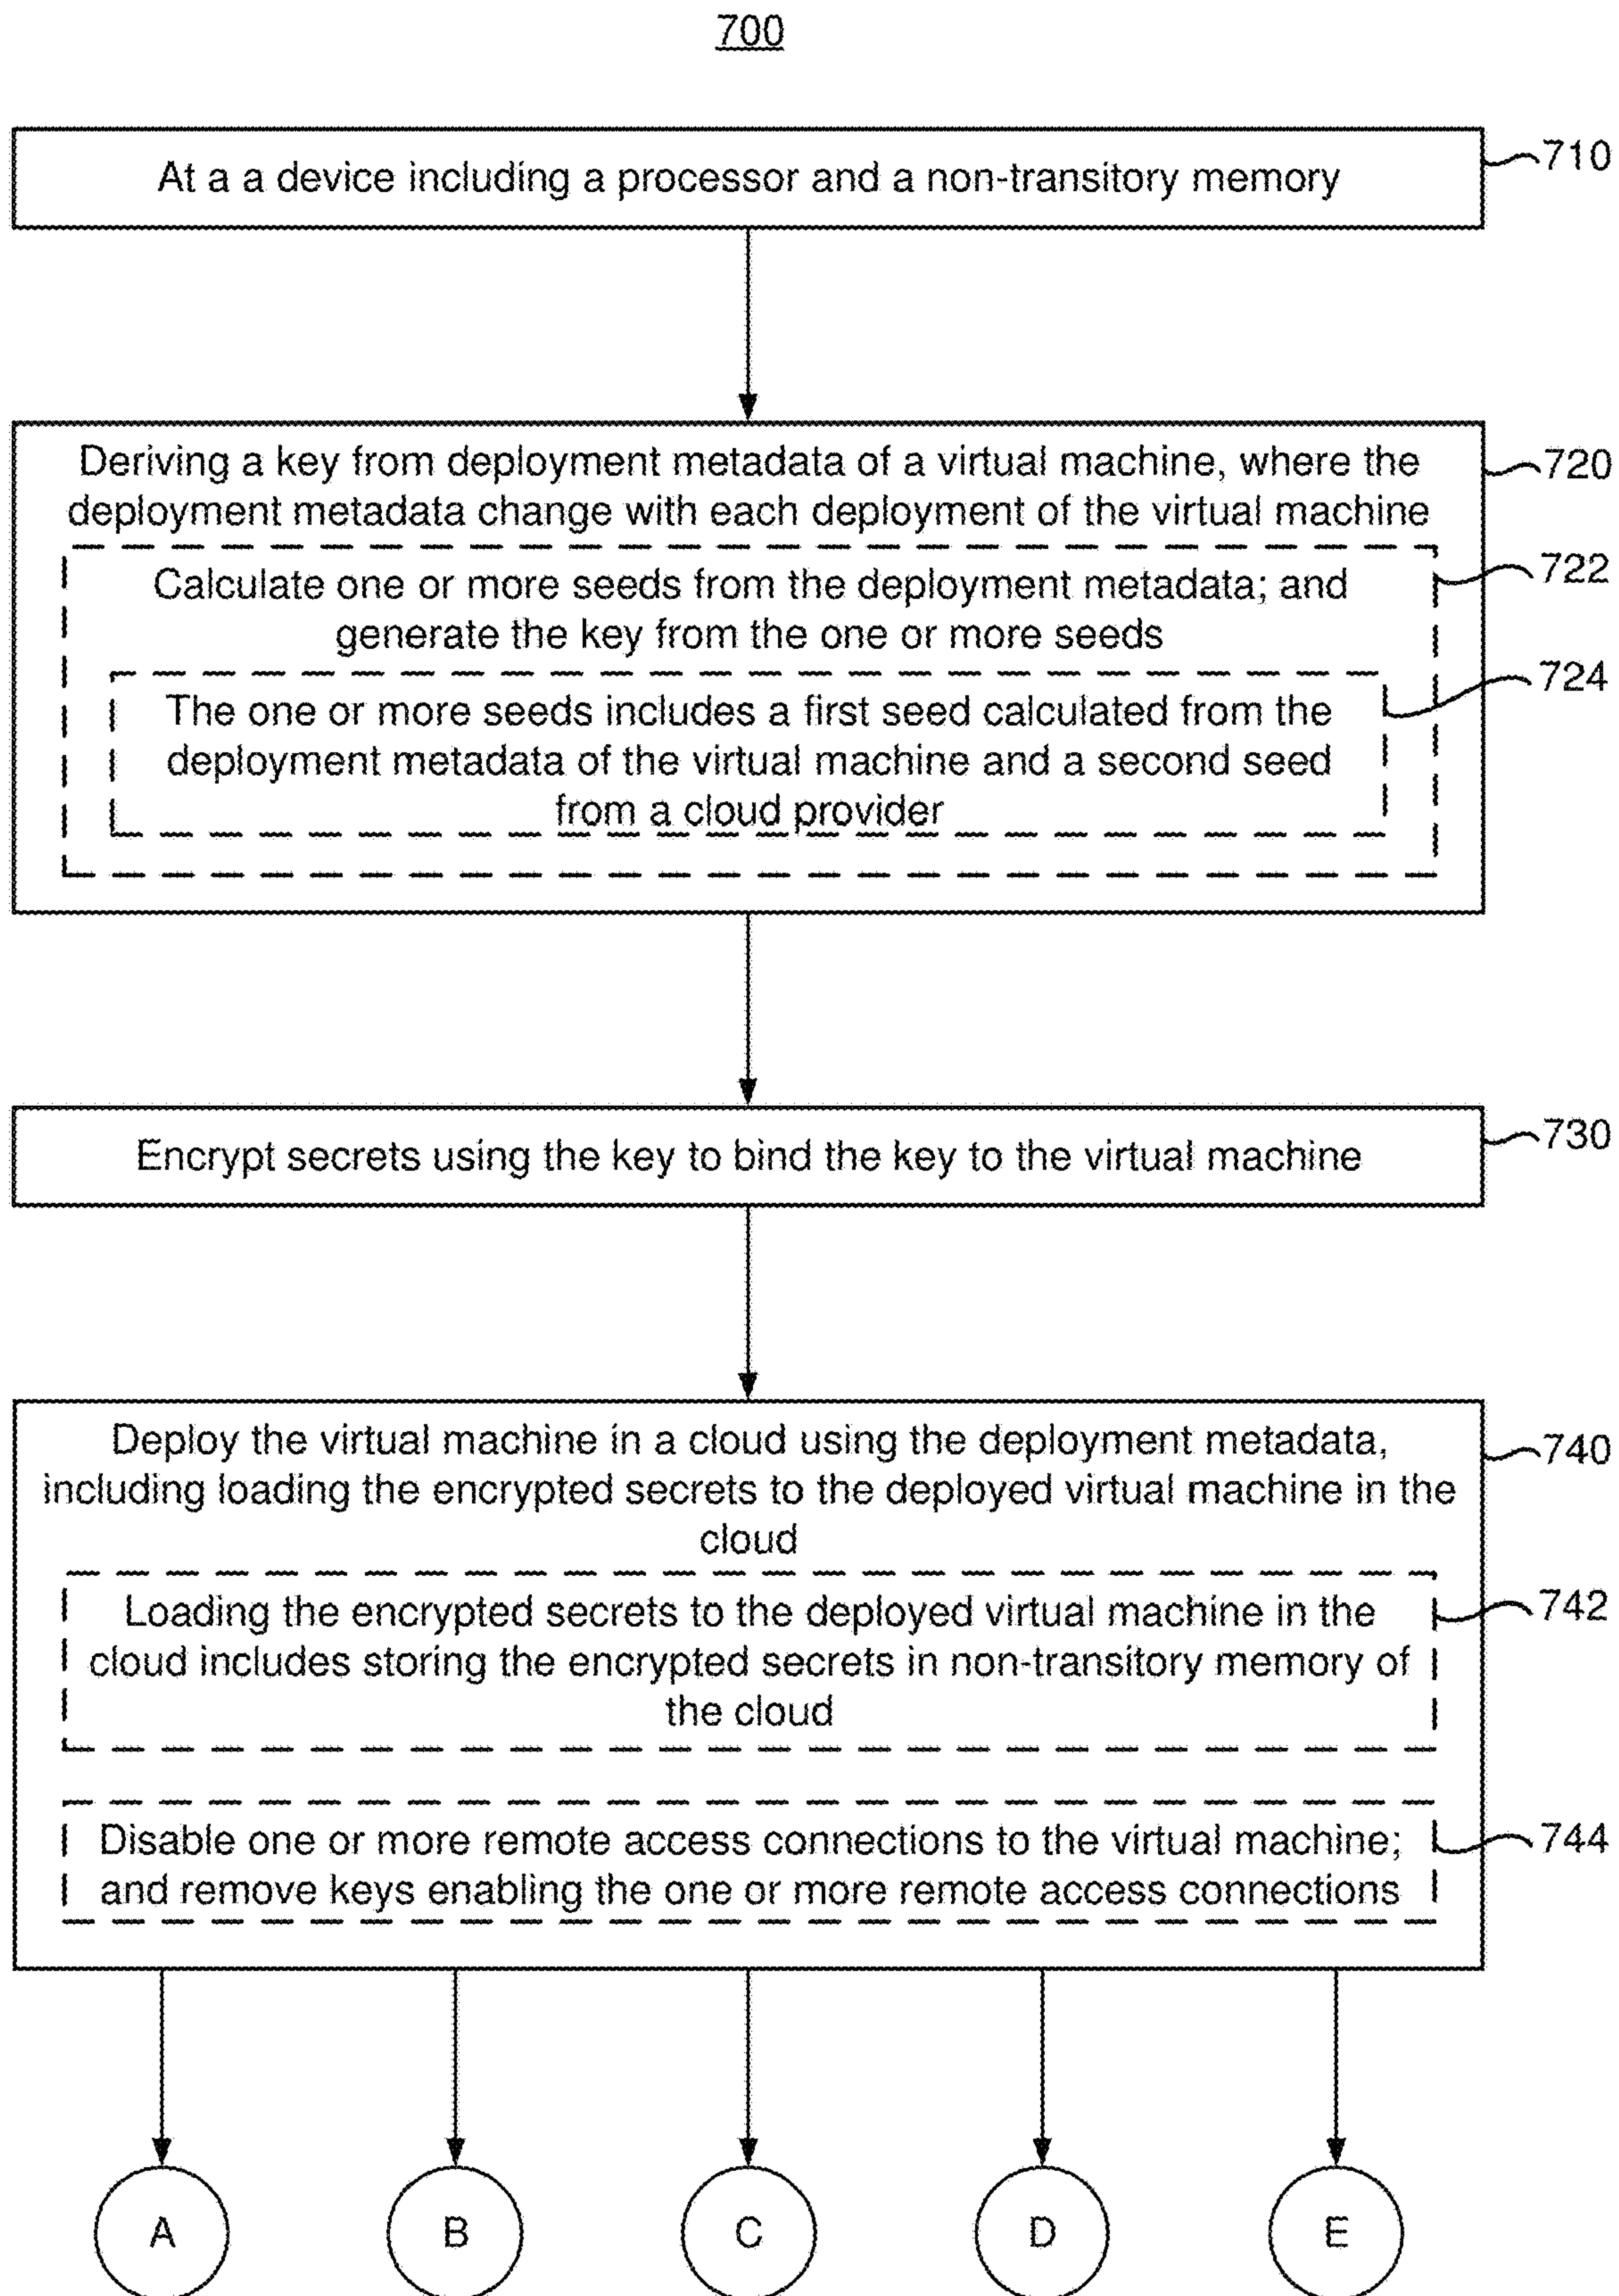 700
At a a device including a processor and a non-transitory memory
710
Deriving a key from deployment metadata of a virtual machine, where the
deployment metadata change with each deployment of the virtual machine
720
Calculate one or more seeds from the deployment metadata; and
generate the key from the one or more seeds
722
The one or more seeds includes a first seed calculated from the
deployment metadata of the virtual machine and a second seed
from a cloud provider
724
Encrypt secrets using the key to bind the key to the virtual machine
730
Deploy the virtual machine in a cloud using the deployment metadata,
including loading the encrypted secrets to the deployed virtual machine in the
cloud
740
Loading the encrypted secrets to the deployed virtual machine in the
cloud includes storing the encrypted secrets in non-transitory memory of
the cloud
742
Disable one or more remote access connections to the virtual machine;
and remove keys enabling the one or more remote access connections
744
A
B
C
D
E